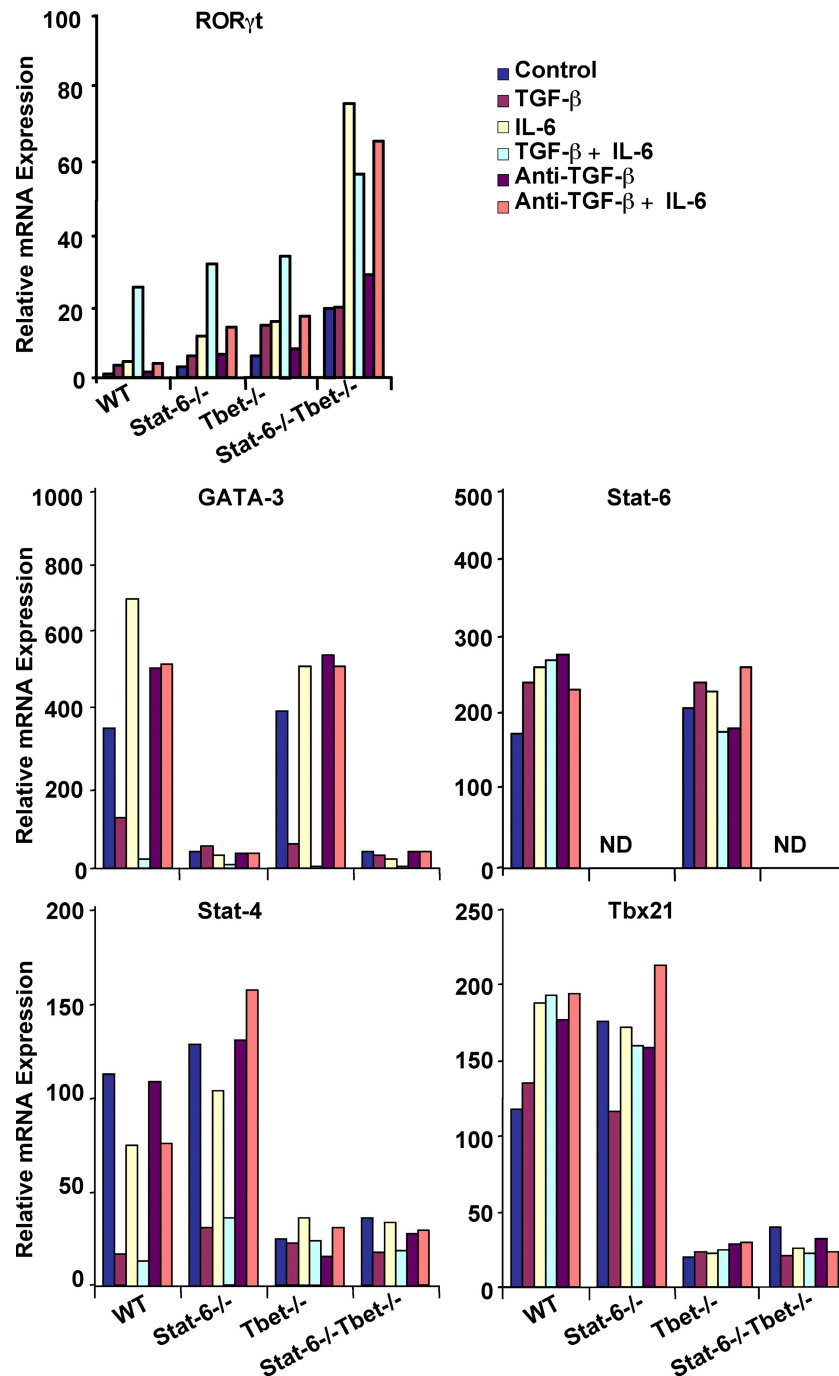 RORγt
100
80
60
40
20
0
Relative mRNA Expression
WT
Stat-6-/-
Tbet-/-
Stat-6-/-Tbet-/-
Control
TGF-β
IL-6
TGF-β + IL-6
Anti-TGF-β
Anti-TGF-β + IL-6
GATA-3
1000
800
600
400
200
0
Relative mRNA Expression
Stat-6
500
400
300
200
100
0
ND
ND
Stat-4
200
150
100
50
0
Relative mRNA Expression
WT
Stat-6-/-
Tbet-/-
Stat-6-/-Tbet-/-
Tbx21
250
200
150
100
50
0
WT
Stat-6-/-
Tbet-/-
Stat-6-/-Tbet-/-